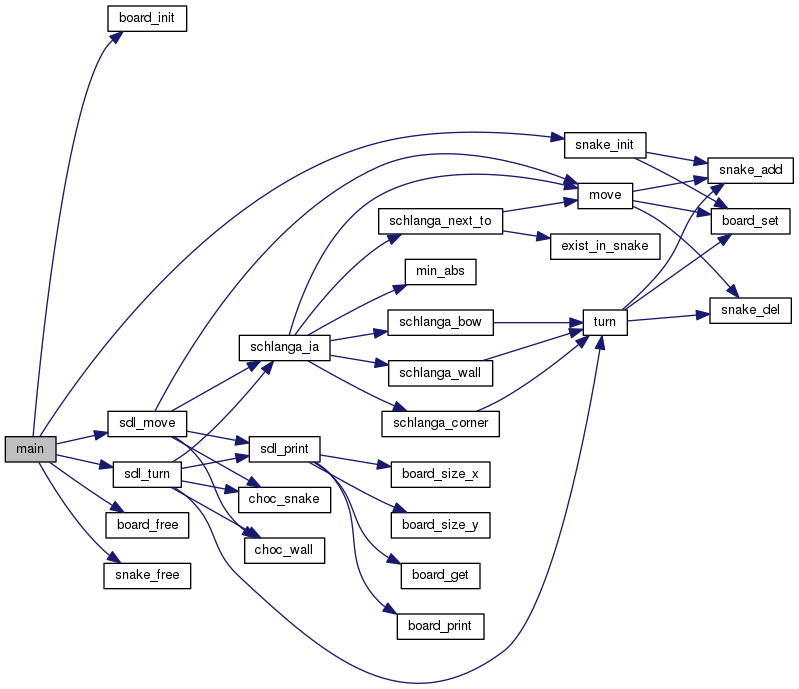 board_init
snake_init
snake_add
move
schlanga_next_to
board_set
exist_in_snake
min_abs
snake_del
schlanga_bow
turn
schlanga_ia
schlanga_wall
sdl_move
schlanga_corner
main
sdl_print
sdl_turn
board_size_x
choc_snake
board_free
board_size_y
choc_wall
snake_free
board_get
board_print